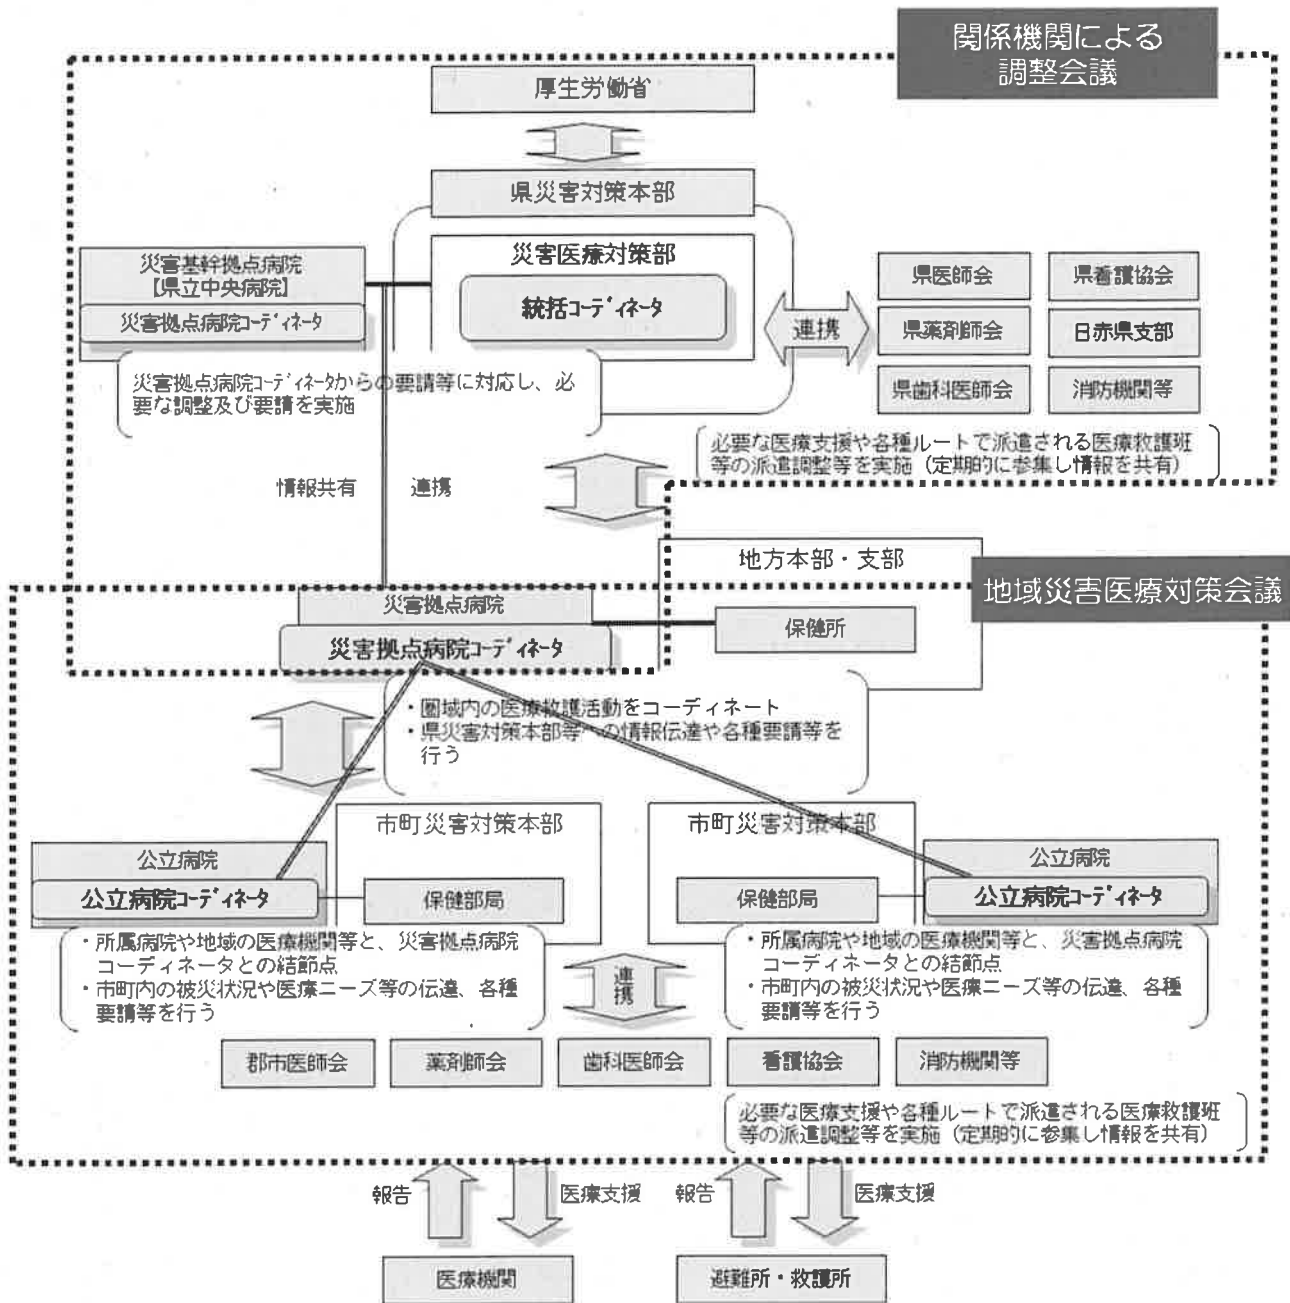 関係機関による
調整会議
厚生労働省
県災害対策本部
災害基幹拠点病院
【県立中央病院】
災害拠点病院コーディネータ
災害医療対策部
統括コーディネータ
連携
県医師会
県看護協会
県薬剤師会
日赤県支部
県歯科医師会
消防機関等
災害拠点病院コーディネータからの要請等に対応し、必
要な調整及び要請を実施
必要な医療支援や各種ルートで派遣される医療救護班
等の派遣調整等を実施（定期的に参集し情報を共有）
情報共有
連携
地方本部・支部
地域災害医療対策会議
災害拠点病院
災害拠点病院コーディネータ
保健所
・圏域内の医療救護活動をコーディネート
・県災害対策本部等への情報伝達や各種要請等を
行う
市町災害対策本部
市町災害対策本部
公立病院
公立病院コーディネータ
保健部局
保健部局
公立病院
公立病院コーディネータ
・所属病院や地域の医療機関等と、災害拠点病院
コーディネータとの結節点
・市町内の被災状況や医療ニーズ等の伝達、各種
要請等を行う
連携
・所属病院や地域の医療機関等と、災害拠点病院
コーディネータとの結節点
・市町内の被災状況や医療ニーズ等の伝達、各種
要請等を行う
郡市医師会
薬剤師会
歯科医師会
看護協会
消防機関等
必要な医療支援や各種ルートで派遣される医療救護班
等の派遣調整等を実施（定期的に参集し情報を共有）
報告
医療支援
報告
医療支援
医療機関
避難所・救護所